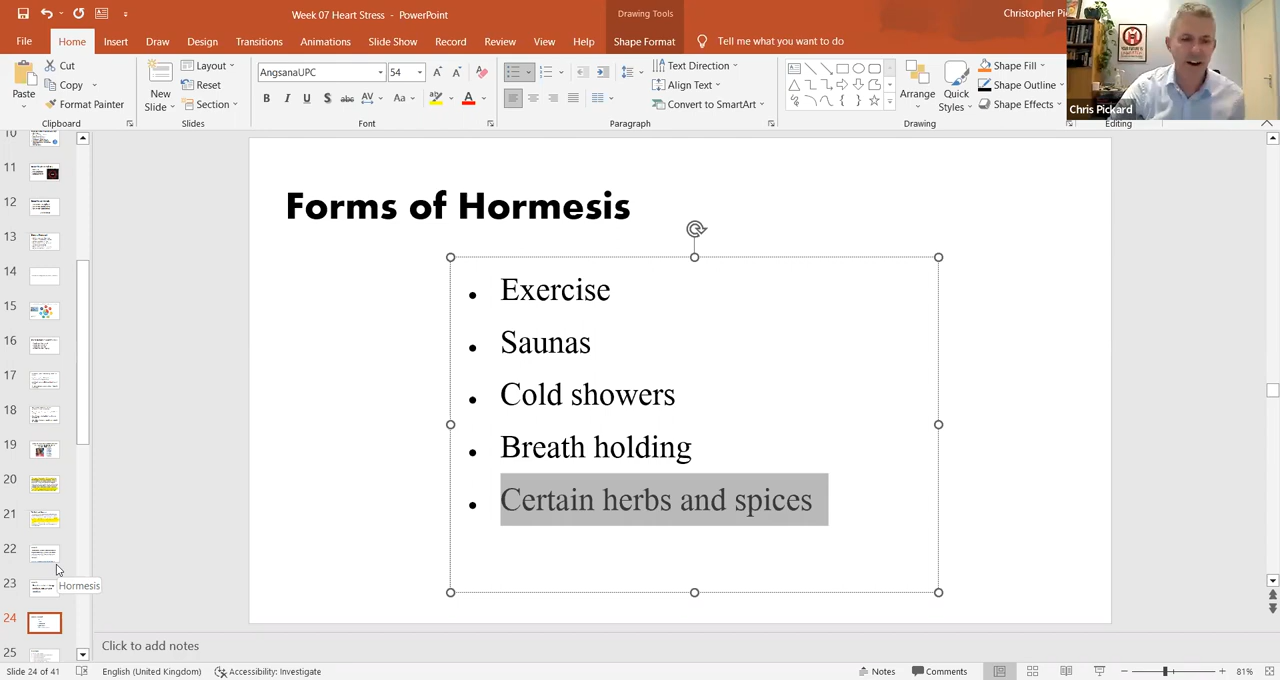 Week 07 Heart Stress - PowerPoint
Drawing Tools
Christopher Pi
File Home Insert Draw Design Transitions Animations Slide Show Record Review View Help Shape Format Tell me what you want to do
Paste
Cut
Copy
Format Painter
Clipboard
New Slide
Layout
Reset
Section
Slides
AngsanaUPC 54
Paragraph
Text Direction
Align Text
Convert to SmartArt
Arrange
Quick Styles
Shape Fill
Shape Outline
Shape Effects
Drawing
Editing
Chris Pickard
10
11
12
13
14
15
16
17
18
19
20
21
22
23
24
25
Hormesis
Forms of Hormesis
• Exercise
• Saunas
• Cold showers
• Breath holding
• Certain herbs and spices
Click to add notes
Slide 24 of 41 English (United Kingdom) Accessibility: Investigate Notes Comments 81%